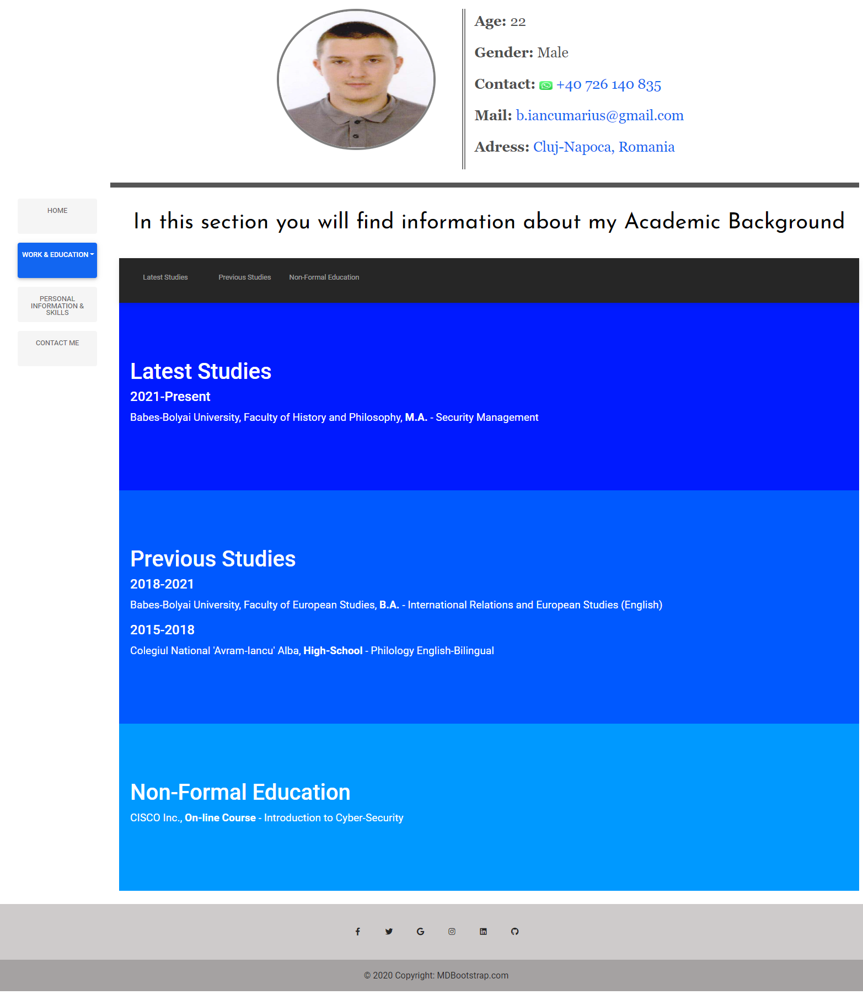 Age: 22
Gender: Male
Contact: +40 726 140 835
Mail: b.iancumarius@gmail.com
Adress: Cluj-Napoca, Romania
HOME
WORK & EDUCATION
PERSONAL
INFORMATION &
SKILLS
CONTACT ME
In this section you will find information about my Academic Background
Latest Studies Previous Studies Non-Formal Education
Latest Studies
2021-Present
Babes-Bolyai University, Faculty of History and Philosophy, M.A. - Security Management
Previous Studies
2018-2021
Babes-Bolyai University, Faculty of European Studies, B.A. - International Relations and European Studies (English)
2015-2018
Colegiul National 'Avram-Iancu' Alba, High-School - Philology English-Bilingual
Non-Formal Education
CISCO Inc., On-line Course - Introduction to Cyber-Security
© 2020 Copyright: MDBootstrap.com